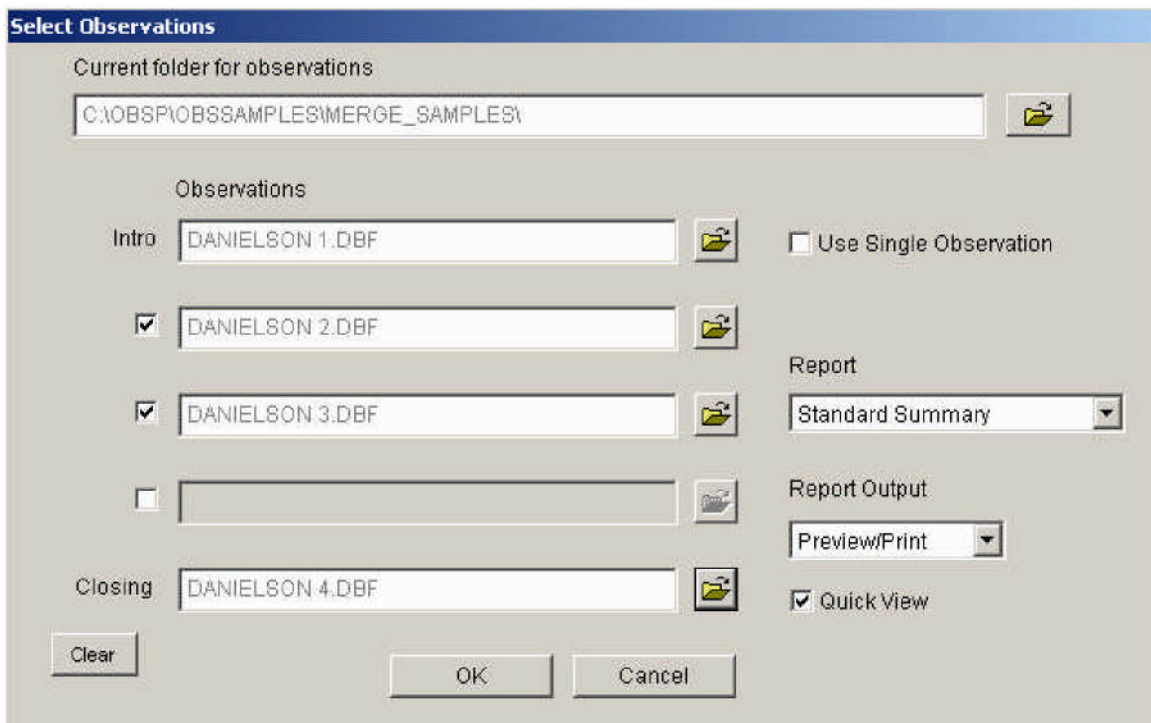 Select Observations
Current folder for observations
C:\OBSP\OBSSAMPLES\MERGE_SAMPLES\
Observations
Intro DANIELSON 1.DBF Use Single Observation
DANIELSON 2.DBF
Report
DANIELSON 3.DBF Standard Summary
Report Output
Preview/Print
Closing DANIELSON 4.DBF Quick View
Clear
OK Cancel